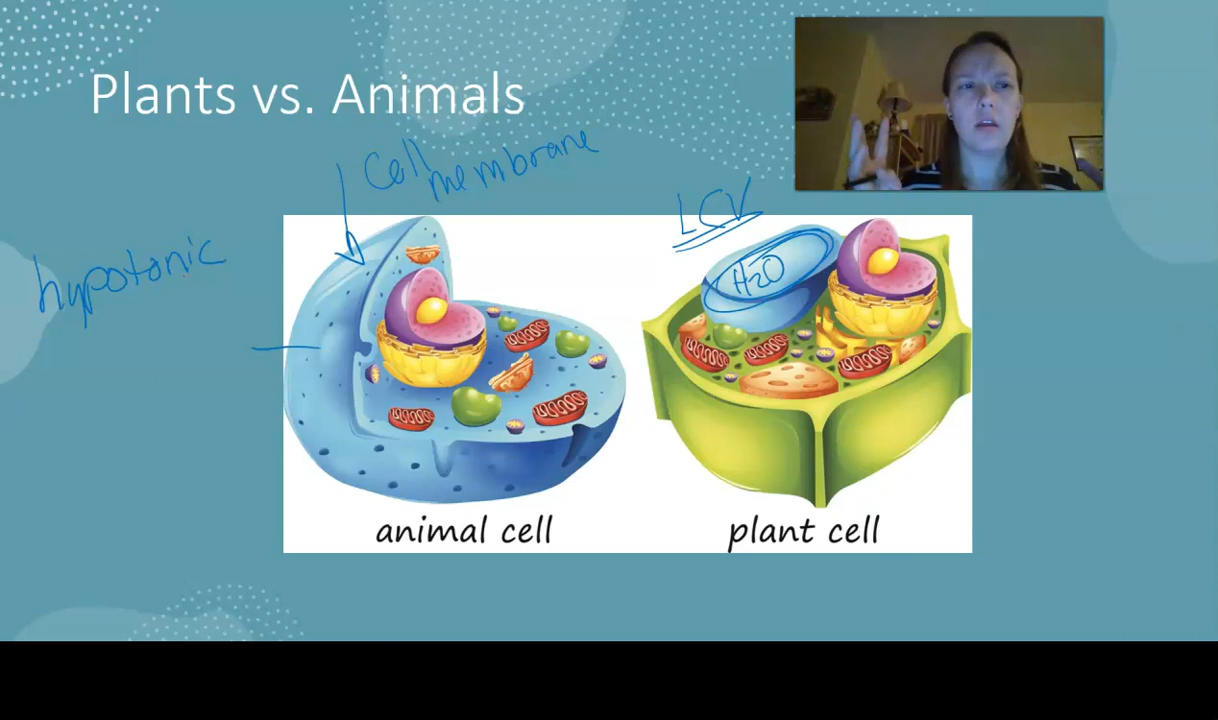 Plants vs. Animals
Cell
membrane
LCV
hypotonic
H2O
animal cell
plant cell